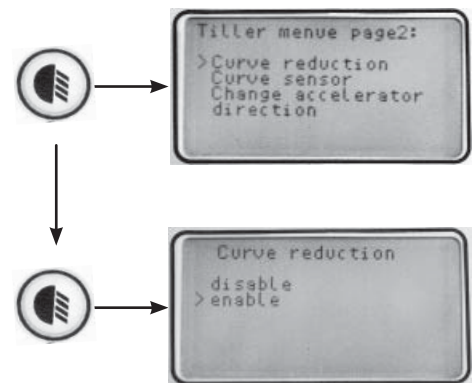 Tiller menue page2:
>Curve reduction
Curve sensor
Change accelerator
direction
Curve reduction
disable
>enable